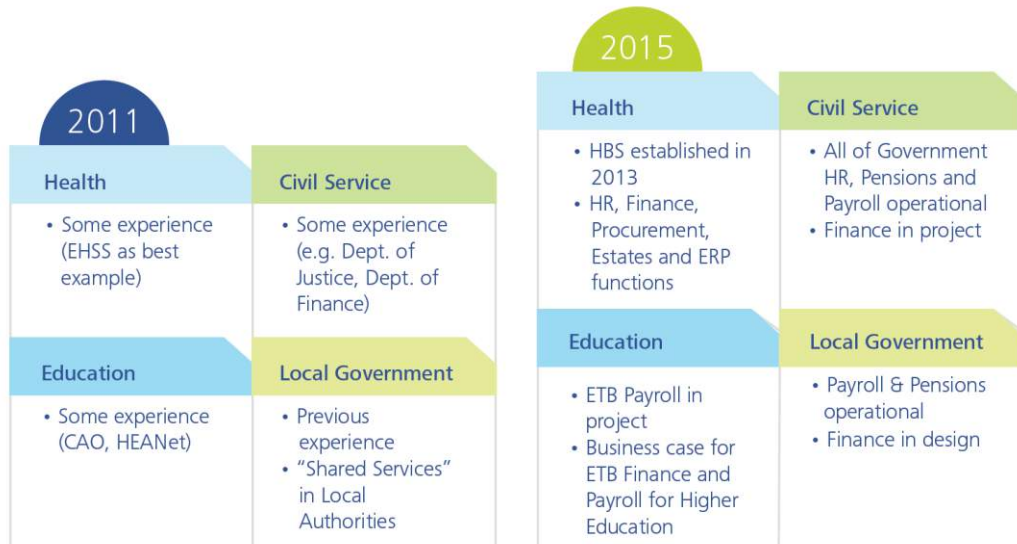 2011
Health
• Some experience
(EHSS as best
example)
Civil Service
• Some experience
(e.g. Dept. of
Justice, Dept. of
Finance)
Education
• Some experience
(CAO, HEANet)
Local Government
• Previous
experience
• “Shared Services”
in Local
Authorities
2015
Health
• HBS established in
2013
• HR, Finance,
Procurement,
Estates and ERP
functions
Civil Service
• All of Government
HR, Pensions and
Payroll operational
• Finance in project
Education
• ETB Payroll in
project
• Business case for
ETB Finance and
Payroll for Higher
Education
Local Government
• Payroll & Pensions
operational
• Finance in design